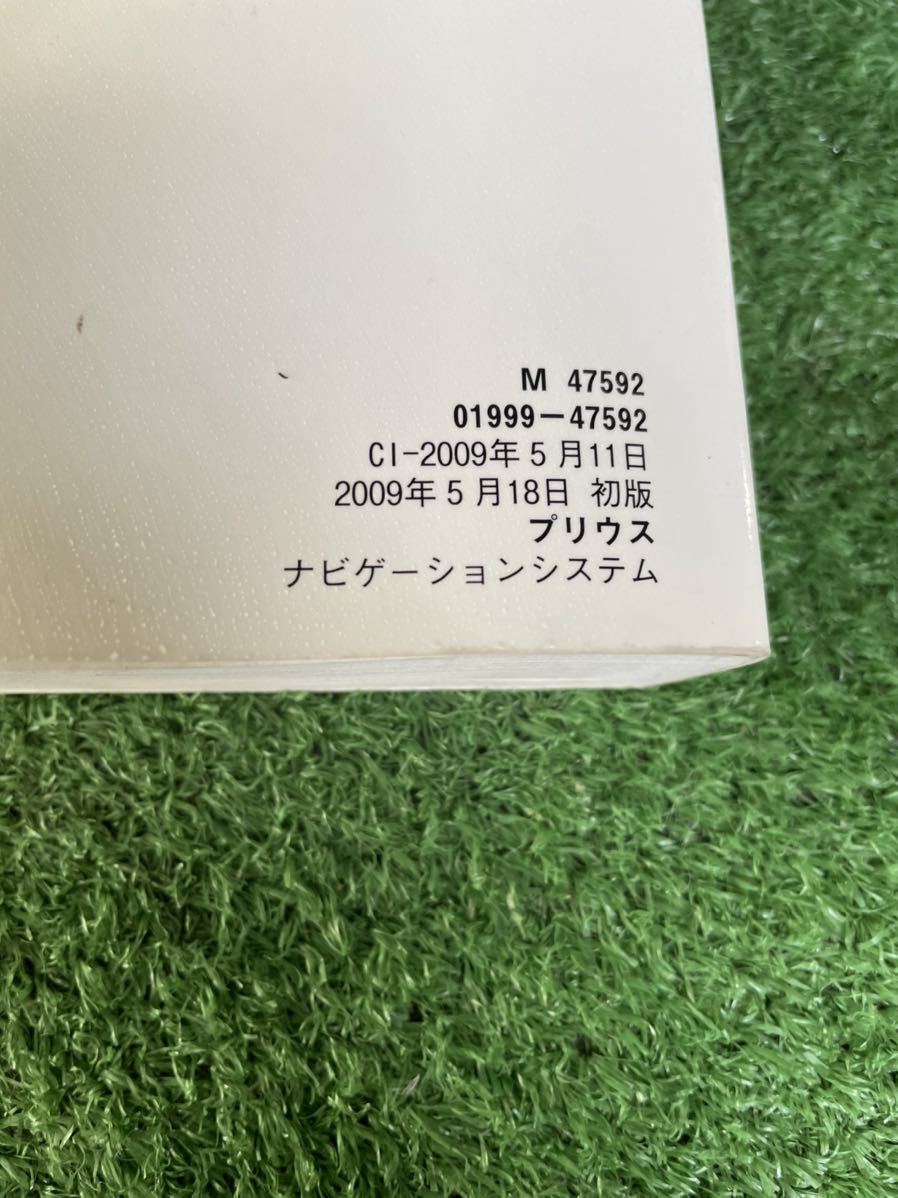 M 47592
01999-47592
CI-2009年5月11日
2009年5月18日 初版
プリウス
ナビゲーションシステム